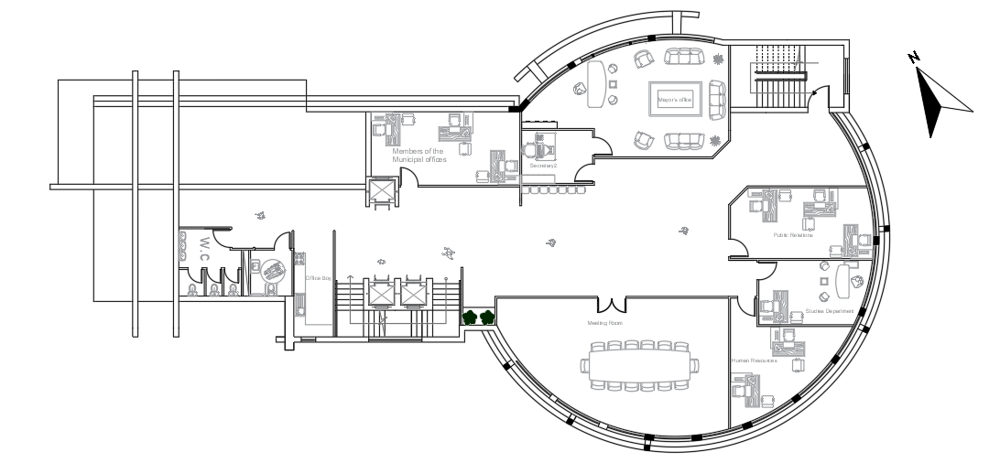 N
Mayor's office
Members of the
Municipal offices
Secretary2
W.C
Public Relations
Office Boy
Studies Department
Meeting Room
Human Resources